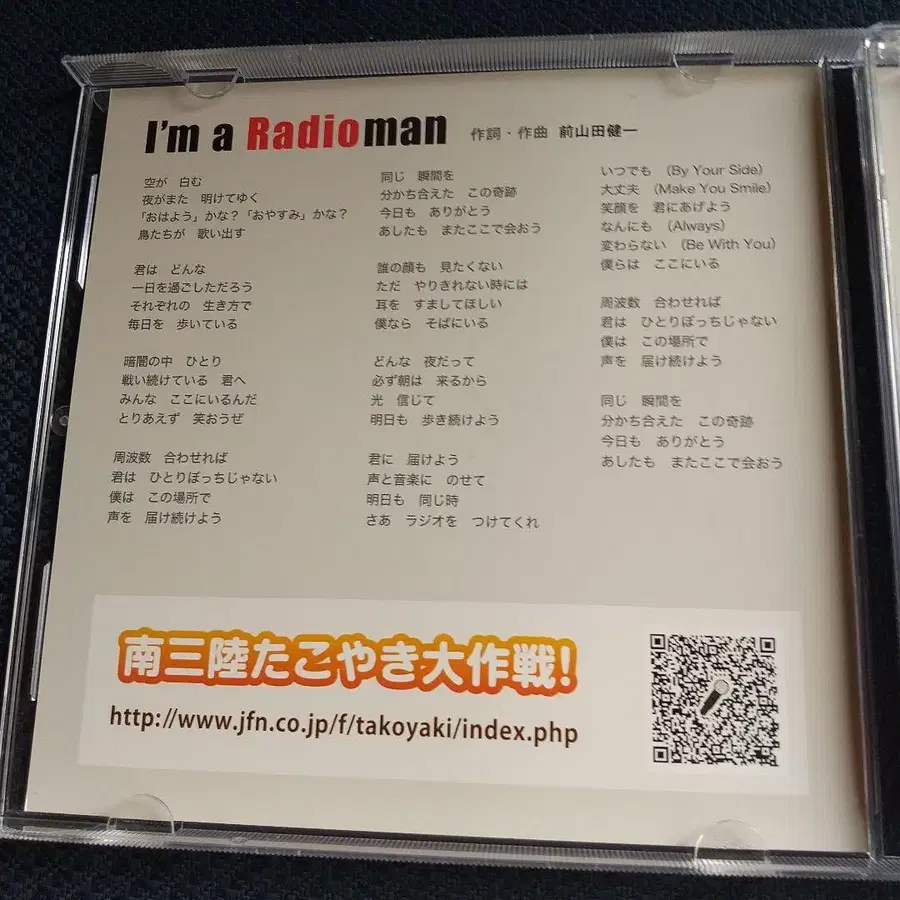 I'm a Radioman
作詞・作曲 前山田健一
空が　白む
夜がまた　明けてゆく
「おはよう」かな？「おやすみ」かな？
鳥たちが　歌い出す
君は　どんな
一日を過ごしただろう
それぞれの　生き方で
毎日を　歩いている
暗闇の中　ひとり
戦い続けている　君へ
みんな　ここにいるんだ
とりあえず　笑おうぜ
周波数　合わせれば
君は　ひとりぼっちじゃない
僕は　この場所で
声を　届け続けよう
同じ　瞬間を
分かち合えた　この奇跡
今日も　ありがとう
あしたも　またここで会おう
誰の顔も　見たくない
ただ　やりきれない時には
耳を　すましてほしい
僕なら　そばにいる
どんな　夜だって
必ず朝は　来るから
光　信じて
明日も　歩き続けよう
君に　届けよう
声と音楽に　のせて
明日も　同じ時
さあ　ラジオを　つけてくれ
いつでも　（By Your Side）
大丈夫　（Make You Smile）
笑顔を　君にあげよう
なんにも　（Always）
変わらない　（Be With You）
僕らは　ここにいる
周波数　合わせれば
君は　ひとりぼっちじゃない
僕は　この場所で
声を　届け続けよう
同じ　瞬間を
分かち合えた　この奇跡
今日も　ありがとう
あしたも　またここで会おう
南三陸たこやき大作戦!
http://www.jfn.co.jp/f/takoyaki/index.php